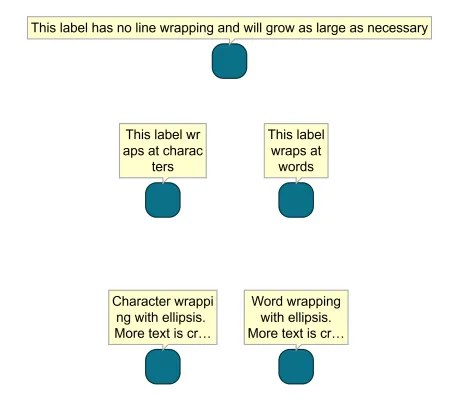 This label has no line wrapping and will grow as large as necessary
This label wr
aps at charac
ters
This label
wraps at
words
Character wrappi
ng with ellipsis.
More text is cr…
Word wrapping
with ellipsis.
More text is cr…